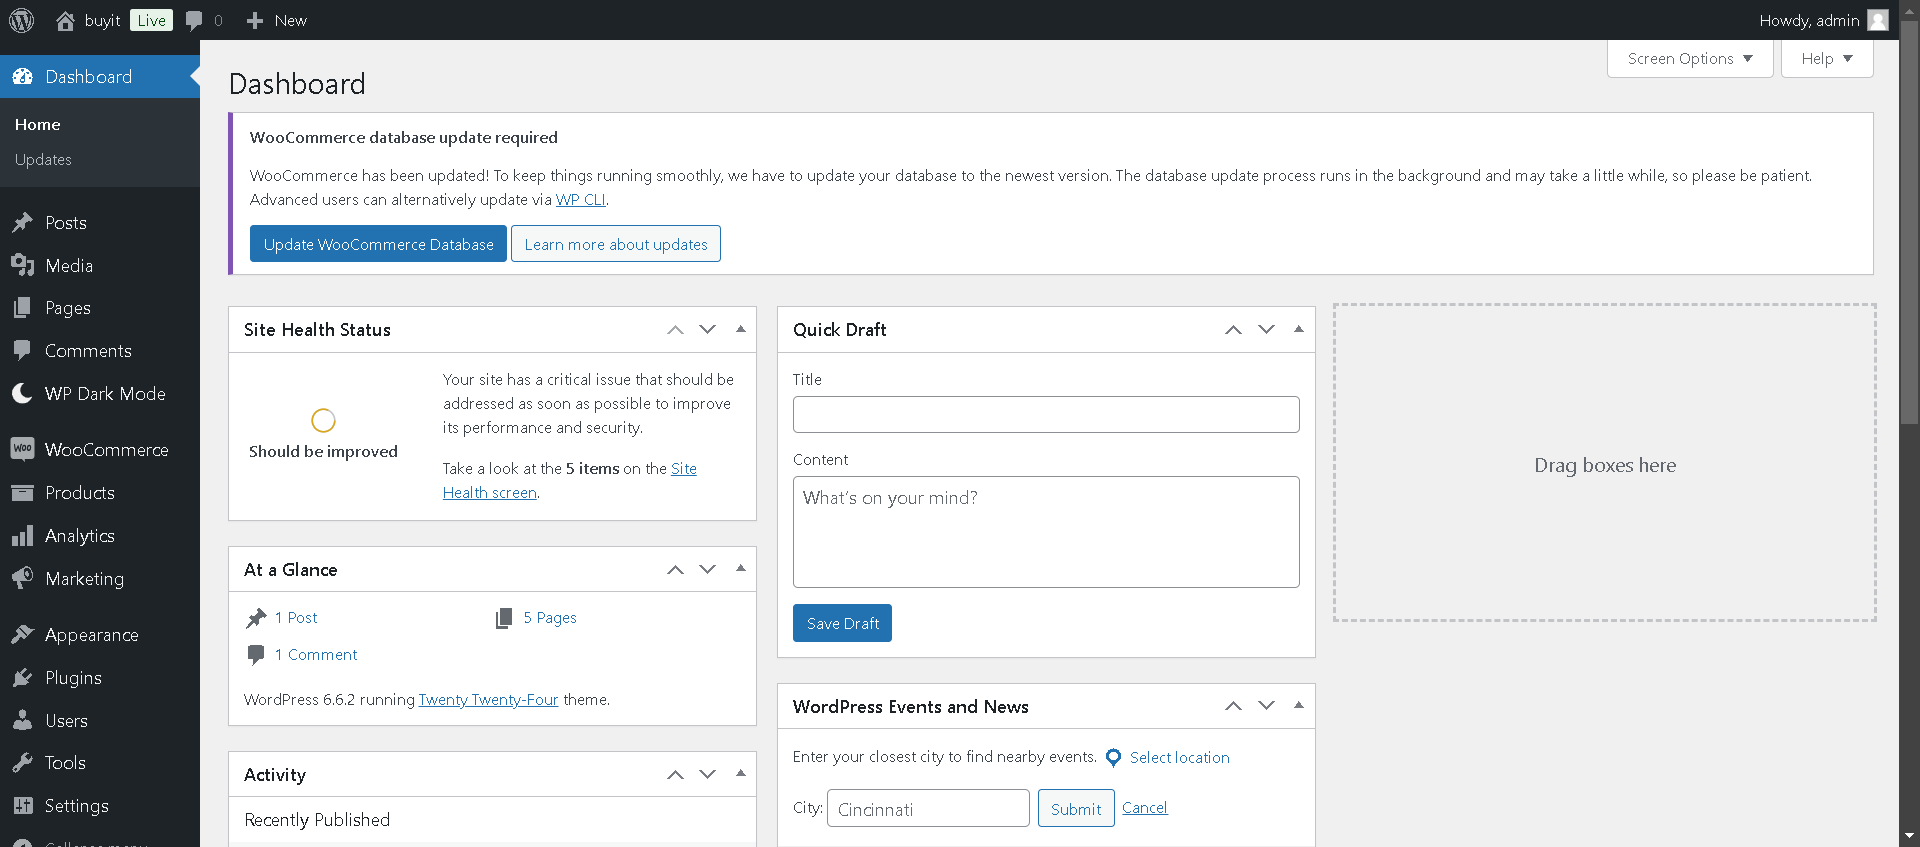 buyit Live 0 New
Howdy, admin
Dashboard
Home
Updates
Posts
Media
Pages
Comments
WP Dark Mode
Woo WooCommerce
Products
Analytics
Marketing
Appearance
Plugins
Users
Tools
Settings
Collapse menu
Screen Options
Help
Dashboard
WooCommerce database update required
WooCommerce has been updated! To keep things running smoothly, we have to update your database to the newest version. The database update process runs in the background and may take a little while, so please be patient.
Advanced users can alternatively update via WP CLI.
Update WooCommerce Database
Learn more about updates
Site Health Status
Should be improved
Your site has a critical issue that should be
addressed as soon as possible to improve
its performance and security.
Take a look at the 5 items on the Site
Health screen.
At a Glance
1 Post
5 Pages
1 Comment
WordPress 6.6.2 running Twenty Twenty-Four theme.
Activity
Recently Published
Quick Draft
Title
Content
What's on your mind?
Save Draft
WordPress Events and News
Enter your closest city to find nearby events. Select location
City: Cincinnati Submit Cancel
Drag boxes here